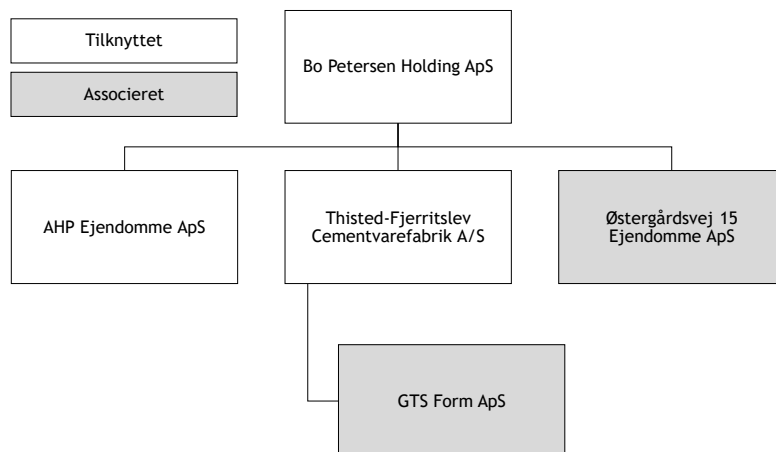 Tilknyttet
Associeret
Bo Petersen Holding ApS
AHP Ejendomme ApS
Thisted-Fjerritslev
Cementvarefabrik A/S
Østergårdsvej 15
Ejendomme ApS
GTS Form ApS